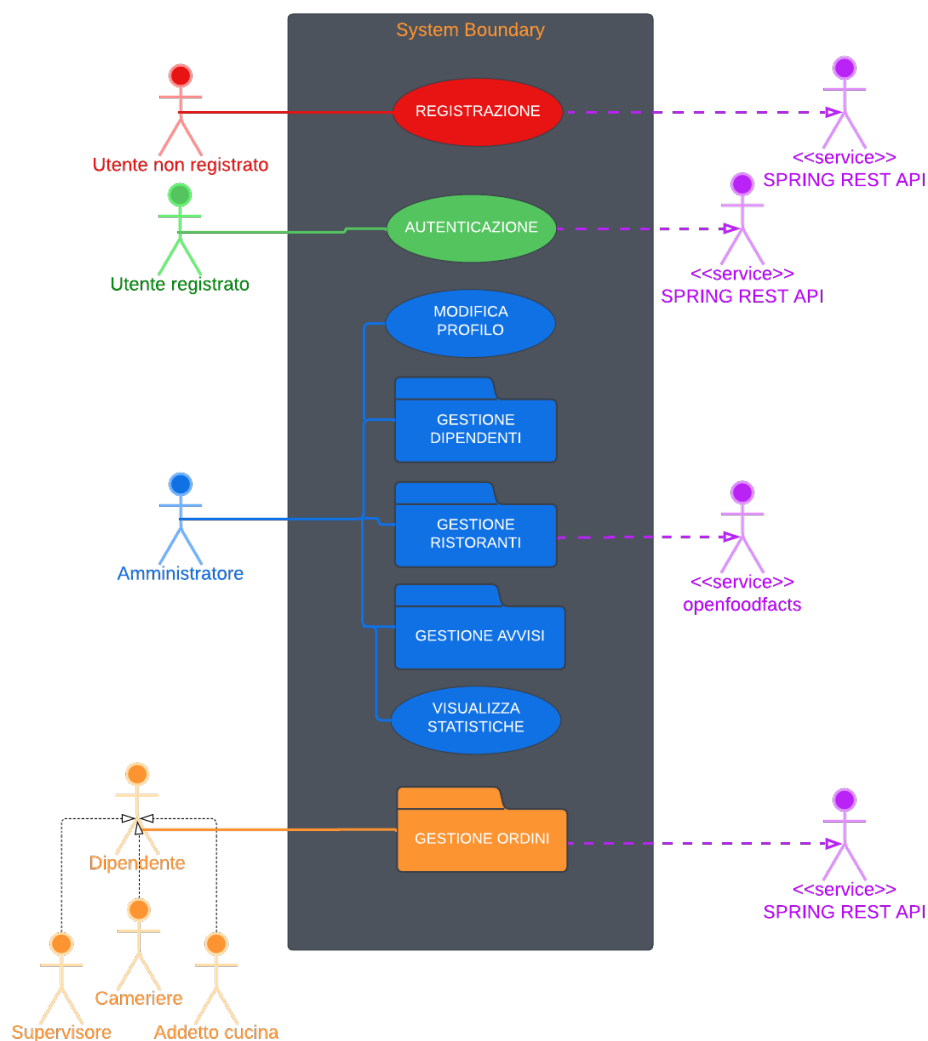 System Boundary
REGISTRAZIONE
Utente non registrato
<<service>>
SPRING REST API
AUTENTICAZIONE
Utente registrato
<<service>>
SPRING REST API
MODIFICA
PROFILO
GESTIONE
DIPENDENTI
GESTIONE
RISTORANTI
Amministratore
<<service>>
openfoodfacts
GESTIONE AVVISI
VISUALIZZA
STATISTICHE
GESTIONE ORDINI
Dipendente
<<service>>
SPRING REST API
Cameriere
Supervisore
Addetto cucina